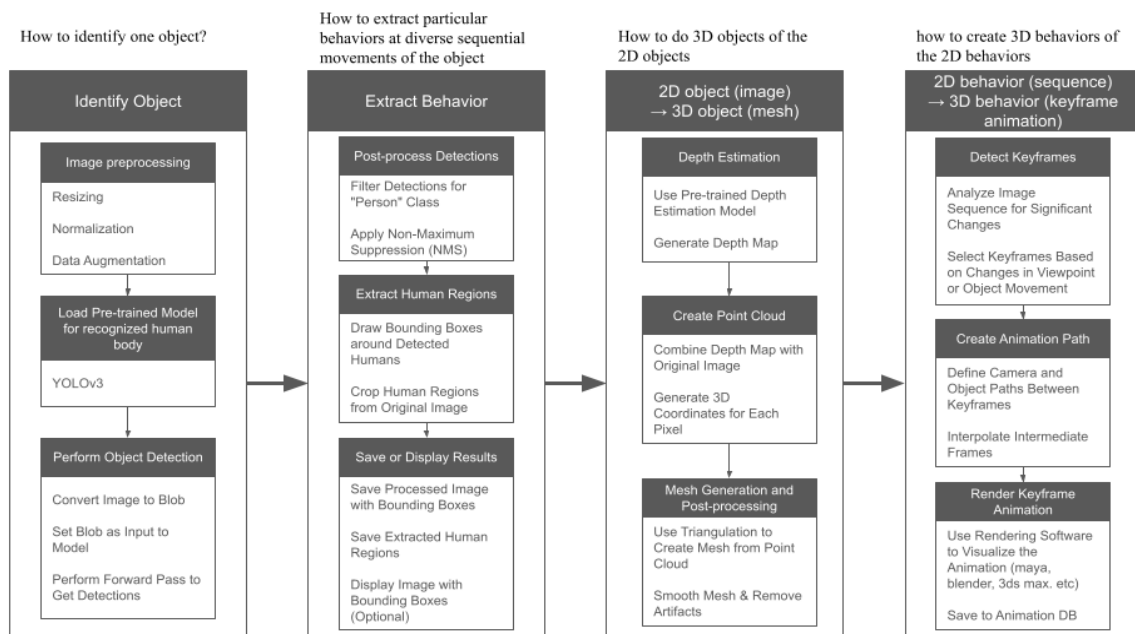 How to identify one object?
Identify Object
Image preprocessing
Resizing
Normalization
Data Augmentation
Load Pre-trained Model
for recognized human
body
YOLOv3
Perform Object Detection
Convert Image to Blob
Set Blob as Input to
Model
Perform Forward Pass to
Get Detections
How to extract particular
behaviors at diverse sequential
movements of the object
Extract Behavior
Post-process Detections
Filter Detections for
"Person" Class
Apply Non-Maximum
Suppression (NMS)
Extract Human Regions
Draw Bounding Boxes
around Detected
Humans
Crop Human Regions
from Original Image
Save or Display Results
Save Processed Image
with Bounding Boxes
Save Extracted Human
Regions
Display Image with
Bounding Boxes
(Optional)
How to do 3D objects of the
2D objects
2D object (image)
→ 3D object (mesh)
Depth Estimation
Use Pre-trained Depth
Estimation Model
Generate Depth Map
Create Point Cloud
Combine Depth Map with
Original Image
Generate 3D
Coordinates for Each
Pixel
Mesh Generation and
Post-processing
Use Triangulation to
Create Mesh from Point
Cloud
Smooth Mesh & Remove
Artifacts
how to create 3D behaviors of
the 2D behaviors
2D behavior (sequence)
→ 3D behavior (keyframe
animation)
Detect Keyframes
Analyze Image
Sequence for Significant
Changes
Select Keyframes Based
on Changes in Viewpoint
or Object Movement
Create Animation Path
Define Camera and
Object Paths Between
Keyframes
Interpolate Intermediate
Frames
Render Keyframe
Animation
Use Rendering Software
to Visualize the
Animation (maya,
blender, 3ds max. etc)
Save to Animation DB